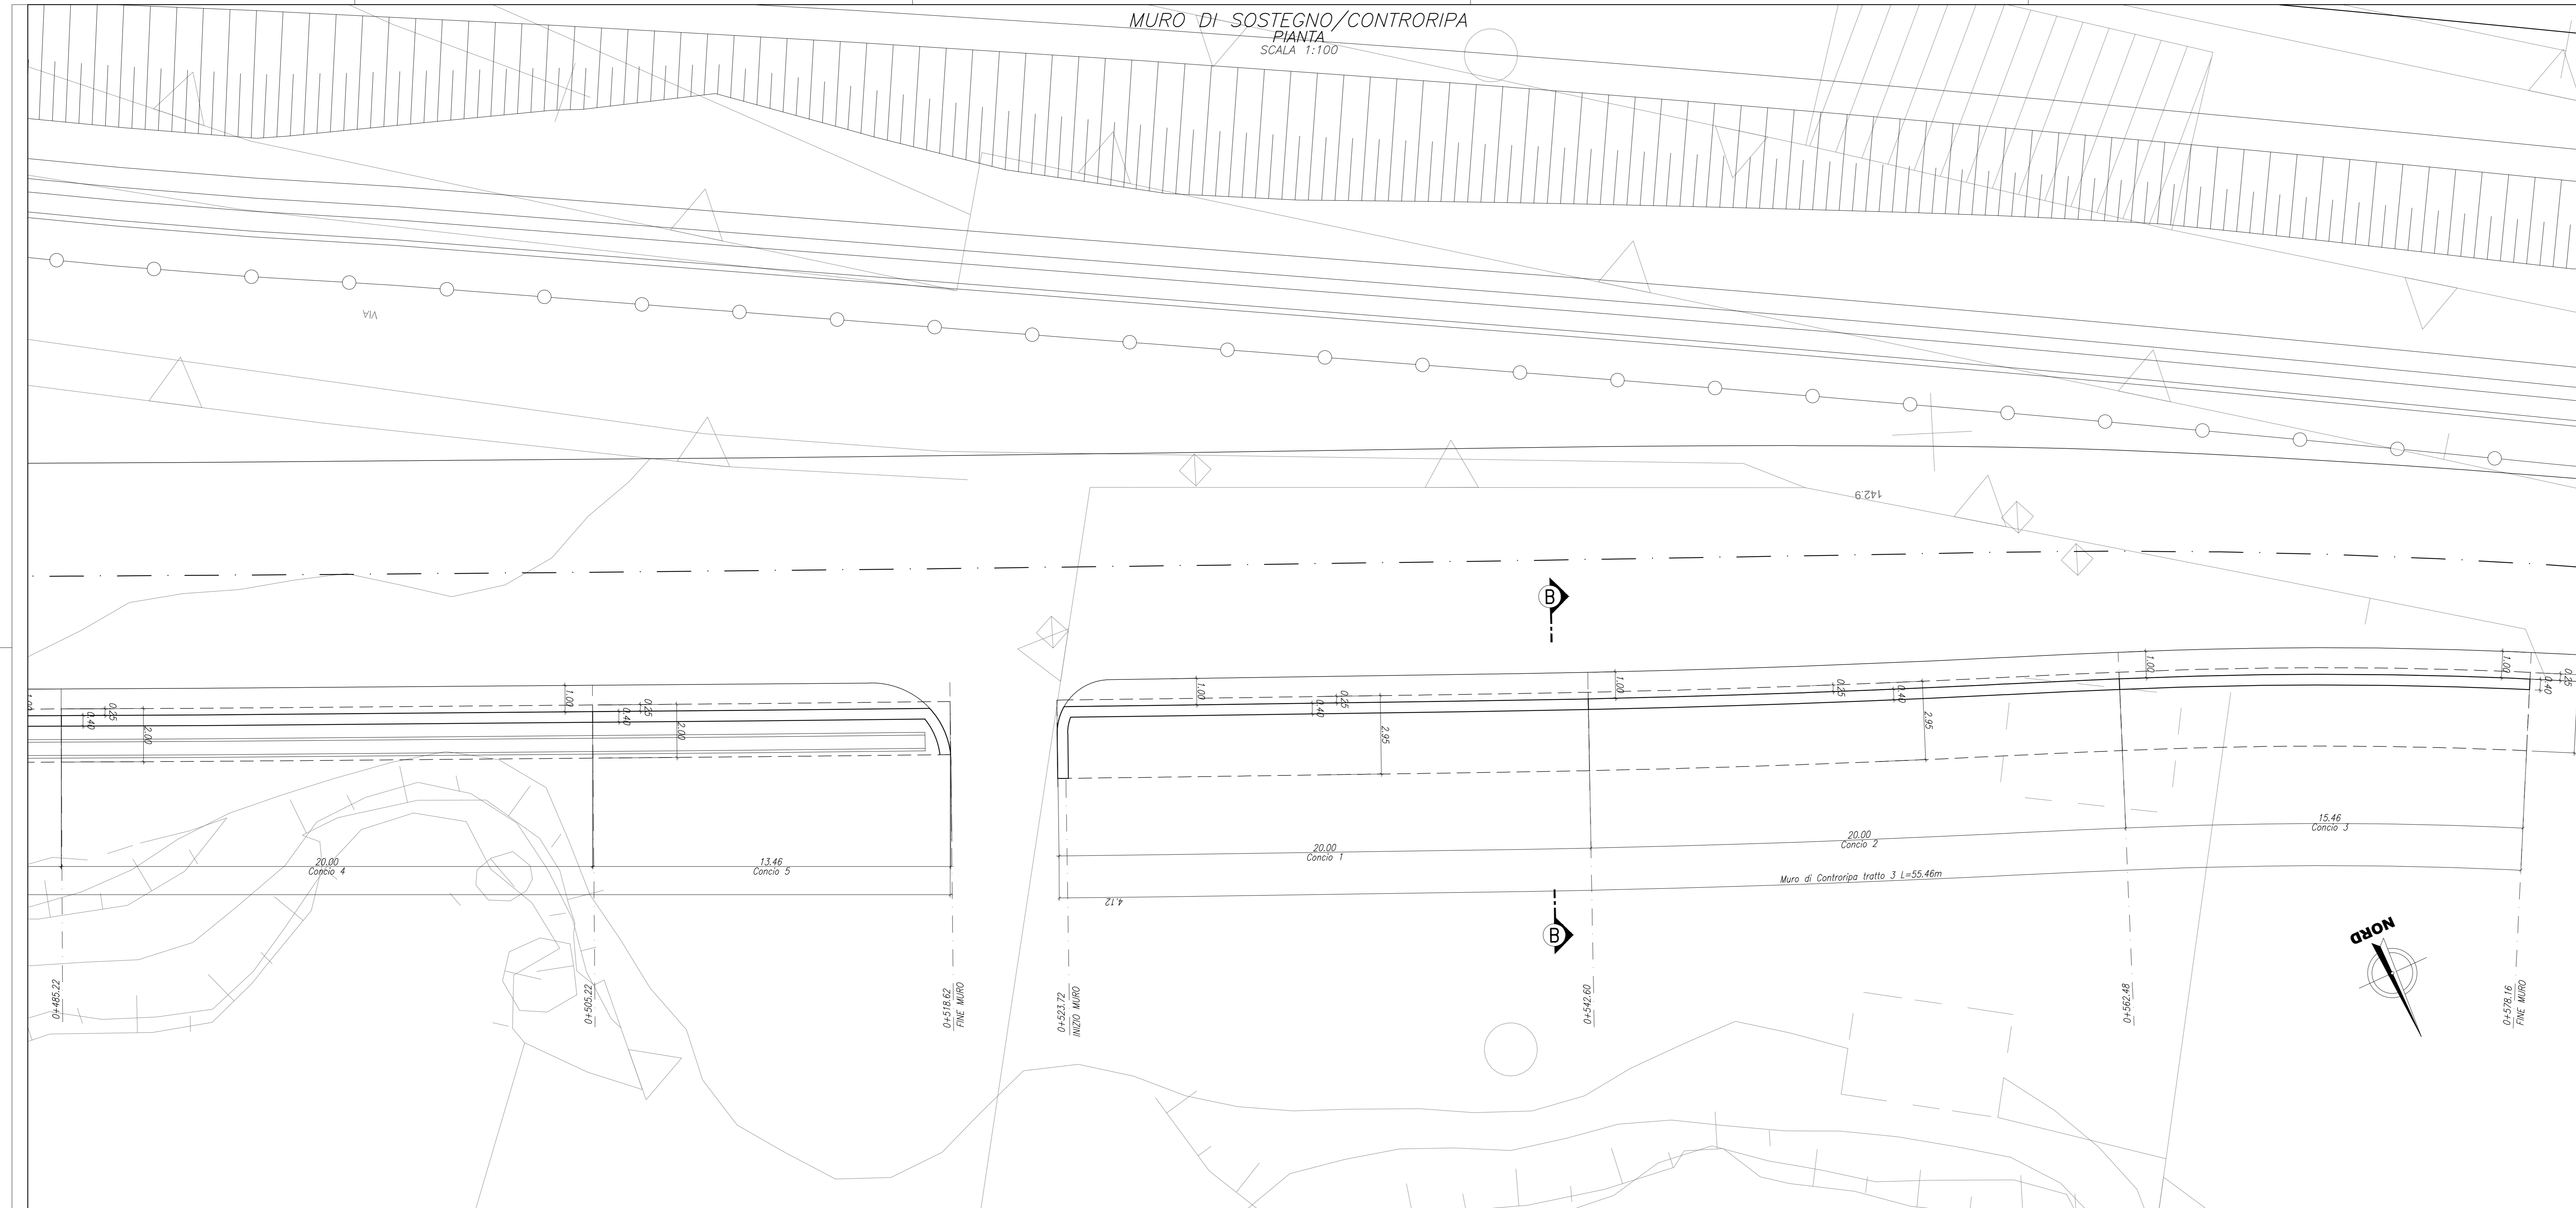 MURO DI SOSTEGNO/CONTRORIPA
PIANTA
SCALA 1:100
VIA
142.9
B
1.00
0.25
0.40
2.00
1.00
0.25
0.40
2.00
1.00
0.25
0.40
2.95
1.00
0.25
0.40
2.95
1.00
1.00
0.25
0.40
20.00
Concio 4
13.46
Concio 5
20.00
Concio 1
20.00
Concio 2
15.46
Concio 3
Muro di Controripa tratto 3 L=55.46m
4.12
B
NORD
0+485.22
0+505.22
0+518.62
FINE MURO
0+523.72
INIZIO MURO
0+542.60
0+562.48
0+578.16
FINE MURO